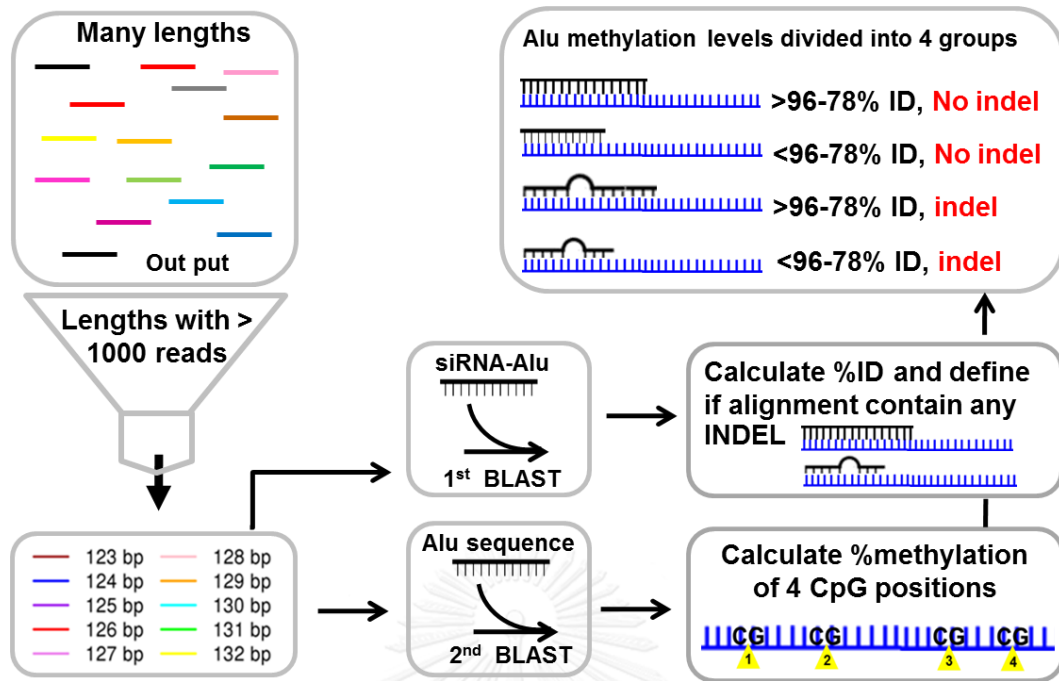 Many lengths
Out put
Lengths with >
1000 reads
123 bp
124 bp
125 bp
126 bp
127 bp
128 bp
129 bp
130 bp
131 bp
132 bp
siRNA-Alu
1st BLAST
Alu sequence
2nd BLAST
Calculate %ID and define
if alignment contain any
INDEL
Calculate %methylation
of 4 CpG positions
CG CG CG CG
1 2 3 4
Alu methylation levels divided into 4 groups
>96-78% ID, No indel
<96-78% ID, No indel
>96-78% ID, indel
<96-78% ID, indel